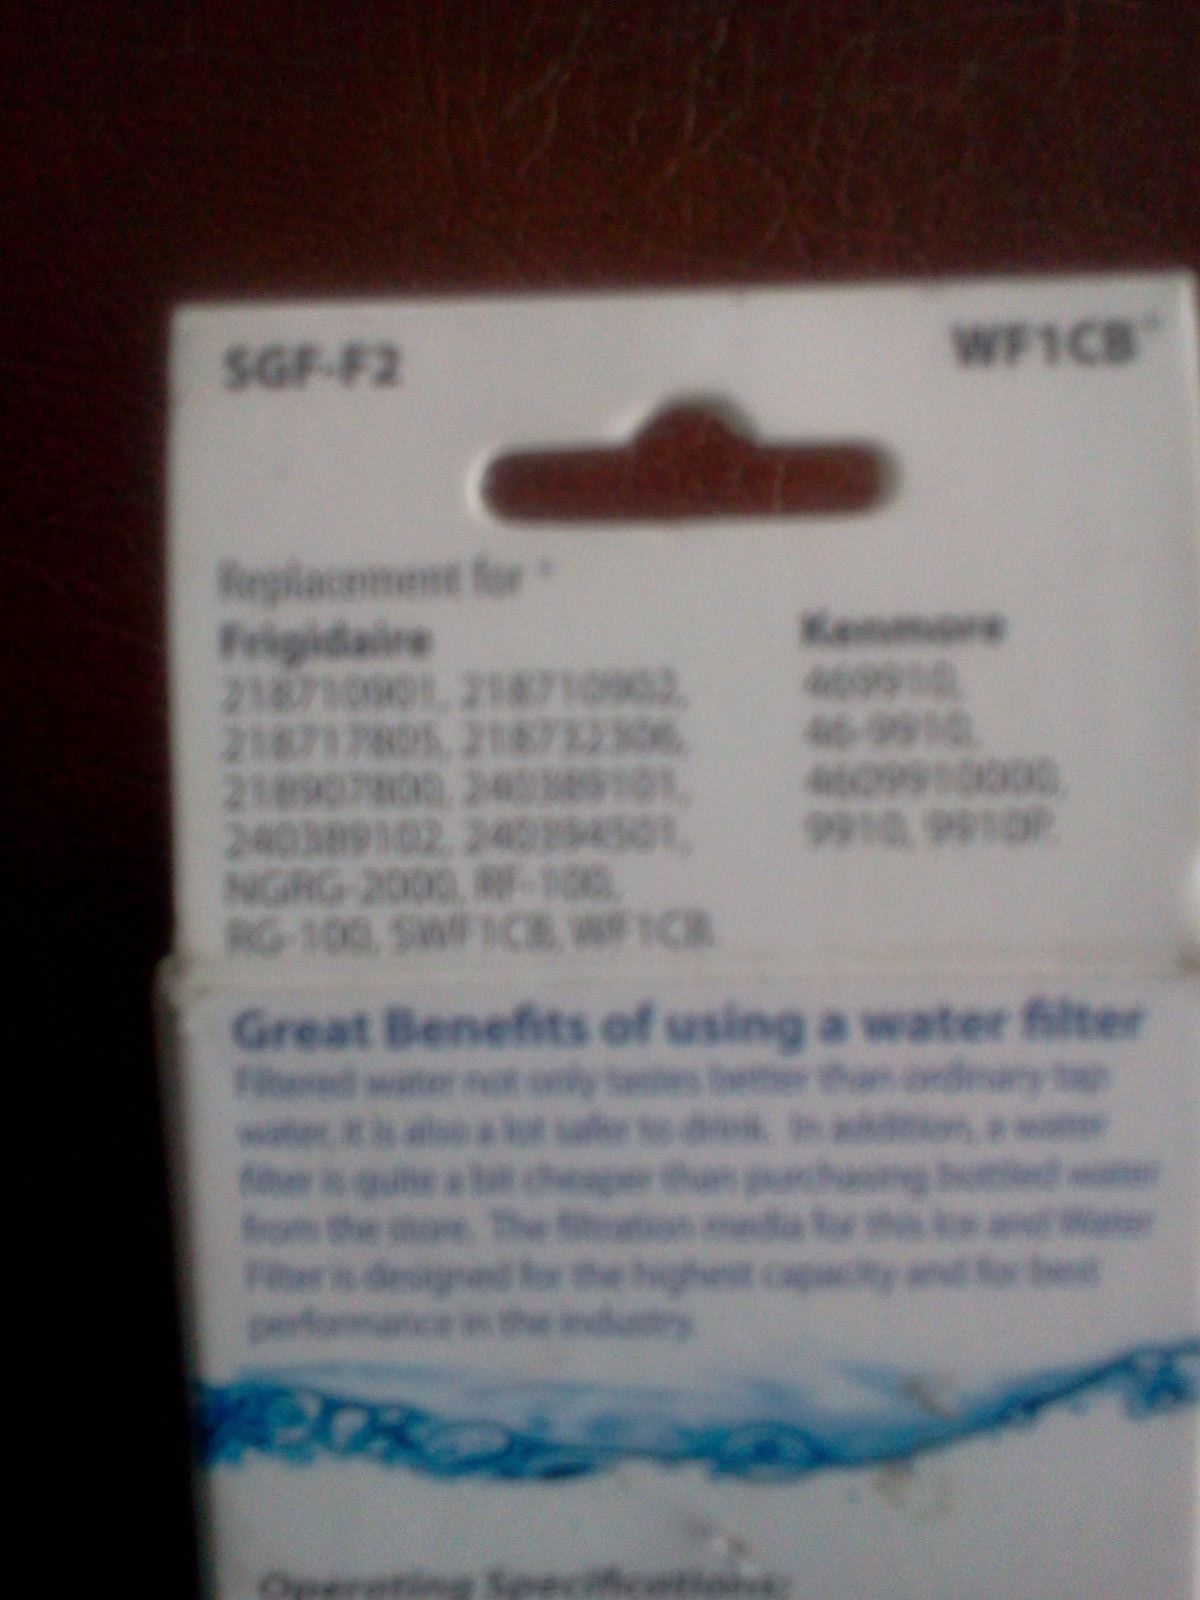 SGF-F2
WF1CB*
Replacement for *
Frigidaire
218710901, 218710902,
218717805, 218732306,
218907800, 240389101,
240389102, 240394501,
NGRG-2000, RF-100,
RG-100, SWF1CB, WF1CB.
Kenmore
469910,
46-9910,
4609910000,
9910, 9910P.
Great Benefits of using a water filter
Filtered water not only tastes better than ordinary tap
water, it is also a lot safer to drink. In addition, a water
filter is quite a bit cheaper than purchasing bottled water
from the store. The filtration media for this Ice and Water
Filter is designed for the highest capacity and for best
performance in the industry.
Operating Specifications: